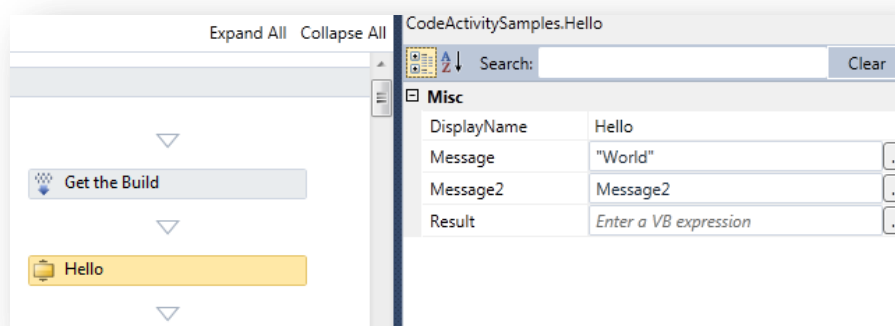 Expand All Collapse All
Get the Build
Hello
CodeActivitySamples.Hello
Search: Clear
Misc
DisplayName Hello
Message "World"
Message2 Message2
Result Enter a VB expression